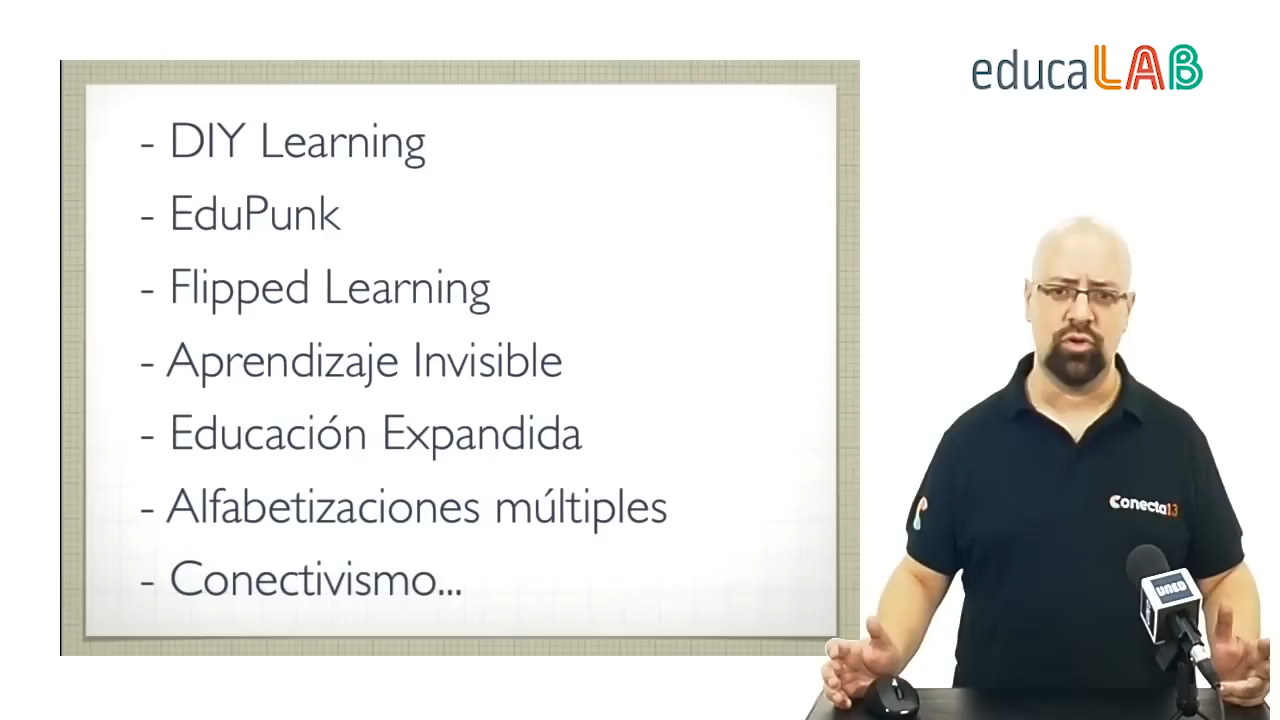 educaLAB
- DIY Learning
- EduPunk
- Flipped Learning
- Aprendizaje Invisible
- Educación Expandida
- Alfabetizaciones múltiples
- Conectivismo...
Conecta13
UNED